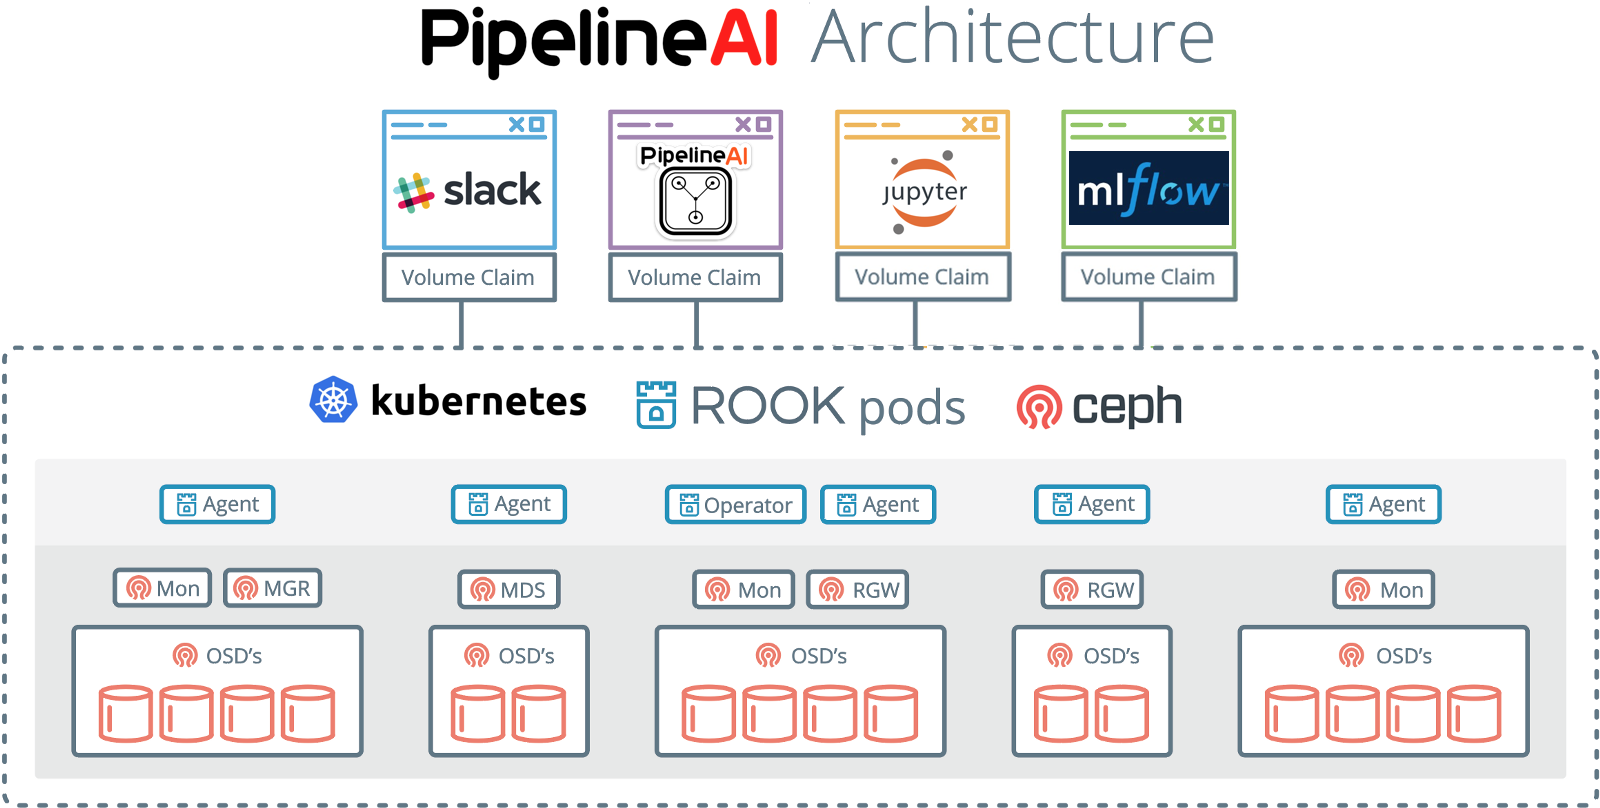 PipelineAI Architecture
slack
PipelineAI
jupyter
mlflow™
Volume Claim
Volume Claim
Volume Claim
Volume Claim
kubernetes
ROOK pods
ceph
Agent
Agent
Operator
Agent
Agent
Agent
Mon
MGR
MDS
Mon
RGW
RGW
Mon
OSD's
OSD's
OSD's
OSD's
OSD's